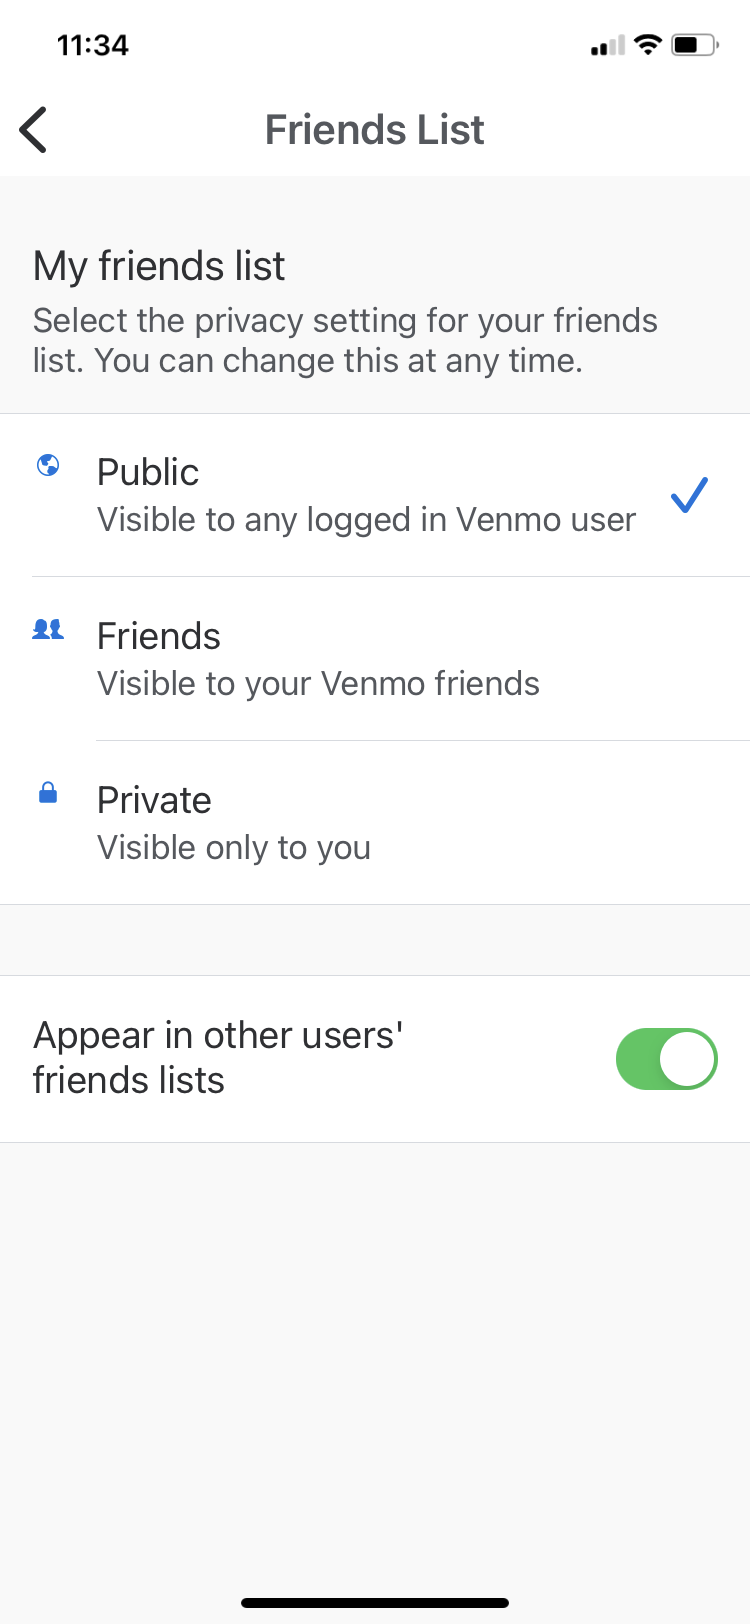 11:34
Friends List
My friends list
Select the privacy setting for your friends
list. You can change this at any time.
Public
Visible to any logged in Venmo user
Friends
Visible to your Venmo friends
Private
Visible only to you
Appear in other users'
friends lists